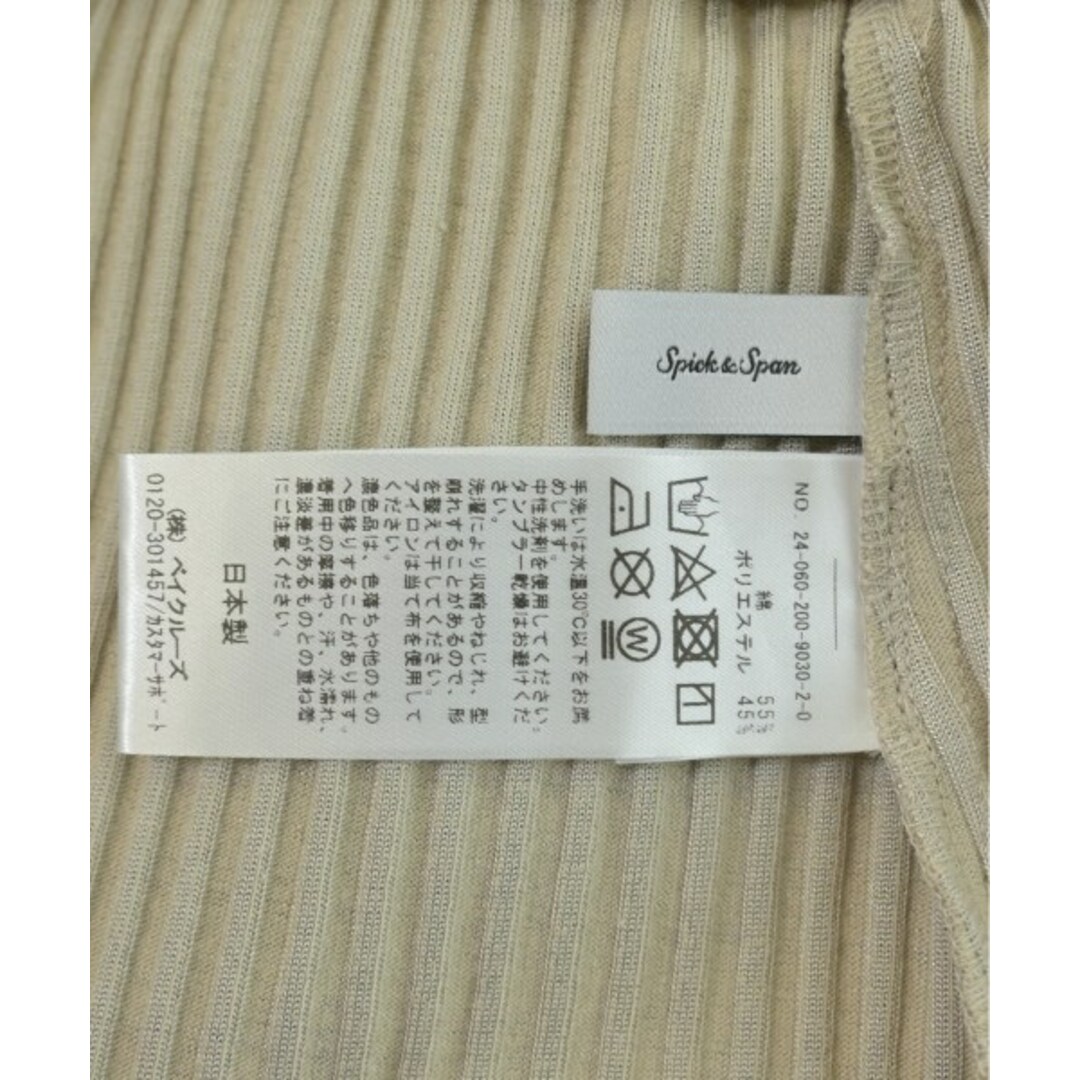 Spick & Span
NO. 24-060-200-9030-2-0
綿 55%
ポリエステル 45%
W
手洗いは水温30℃以下をお薦
めします。
中性洗剤を使用してください。
タンブラー乾燥はお避けくだ
さい。
洗濯により収縮やねじれ、型
崩れすることがあるので、形
を整えて干してください。
アイロンは当て布を使用して
ください。
濃色品は、色落ちや他のもの
へ色移りすることがあります。
着用中の摩擦や、汗、水濡れ、
濃淡差があるものとの重ね着
にご注意ください。
日本製
(株)ベイクルーズ
0120-301457/カスタマーサポート